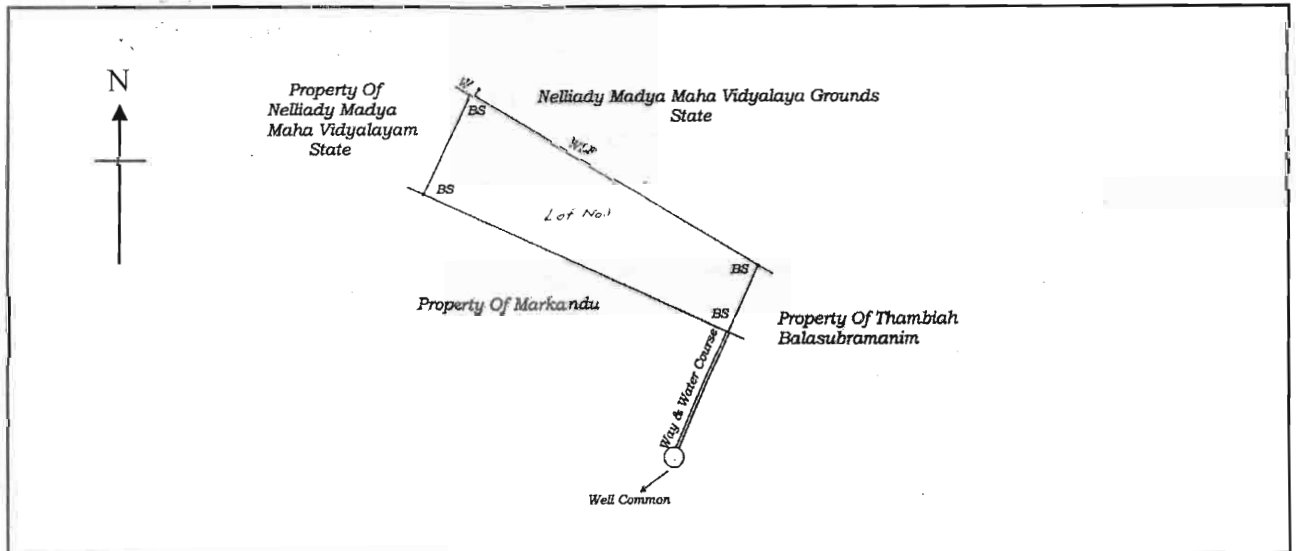 N
Property Of
Nelliady Madya
Maha Vidyalayam
State
Nelliady Madya Maha Vidyalaya Grounds
State
BS
BS
Lot No.1
BS
BS
Property Of Markandu
Property Of Thambiah
Balasubramanim
Way & Water Course
Well Common